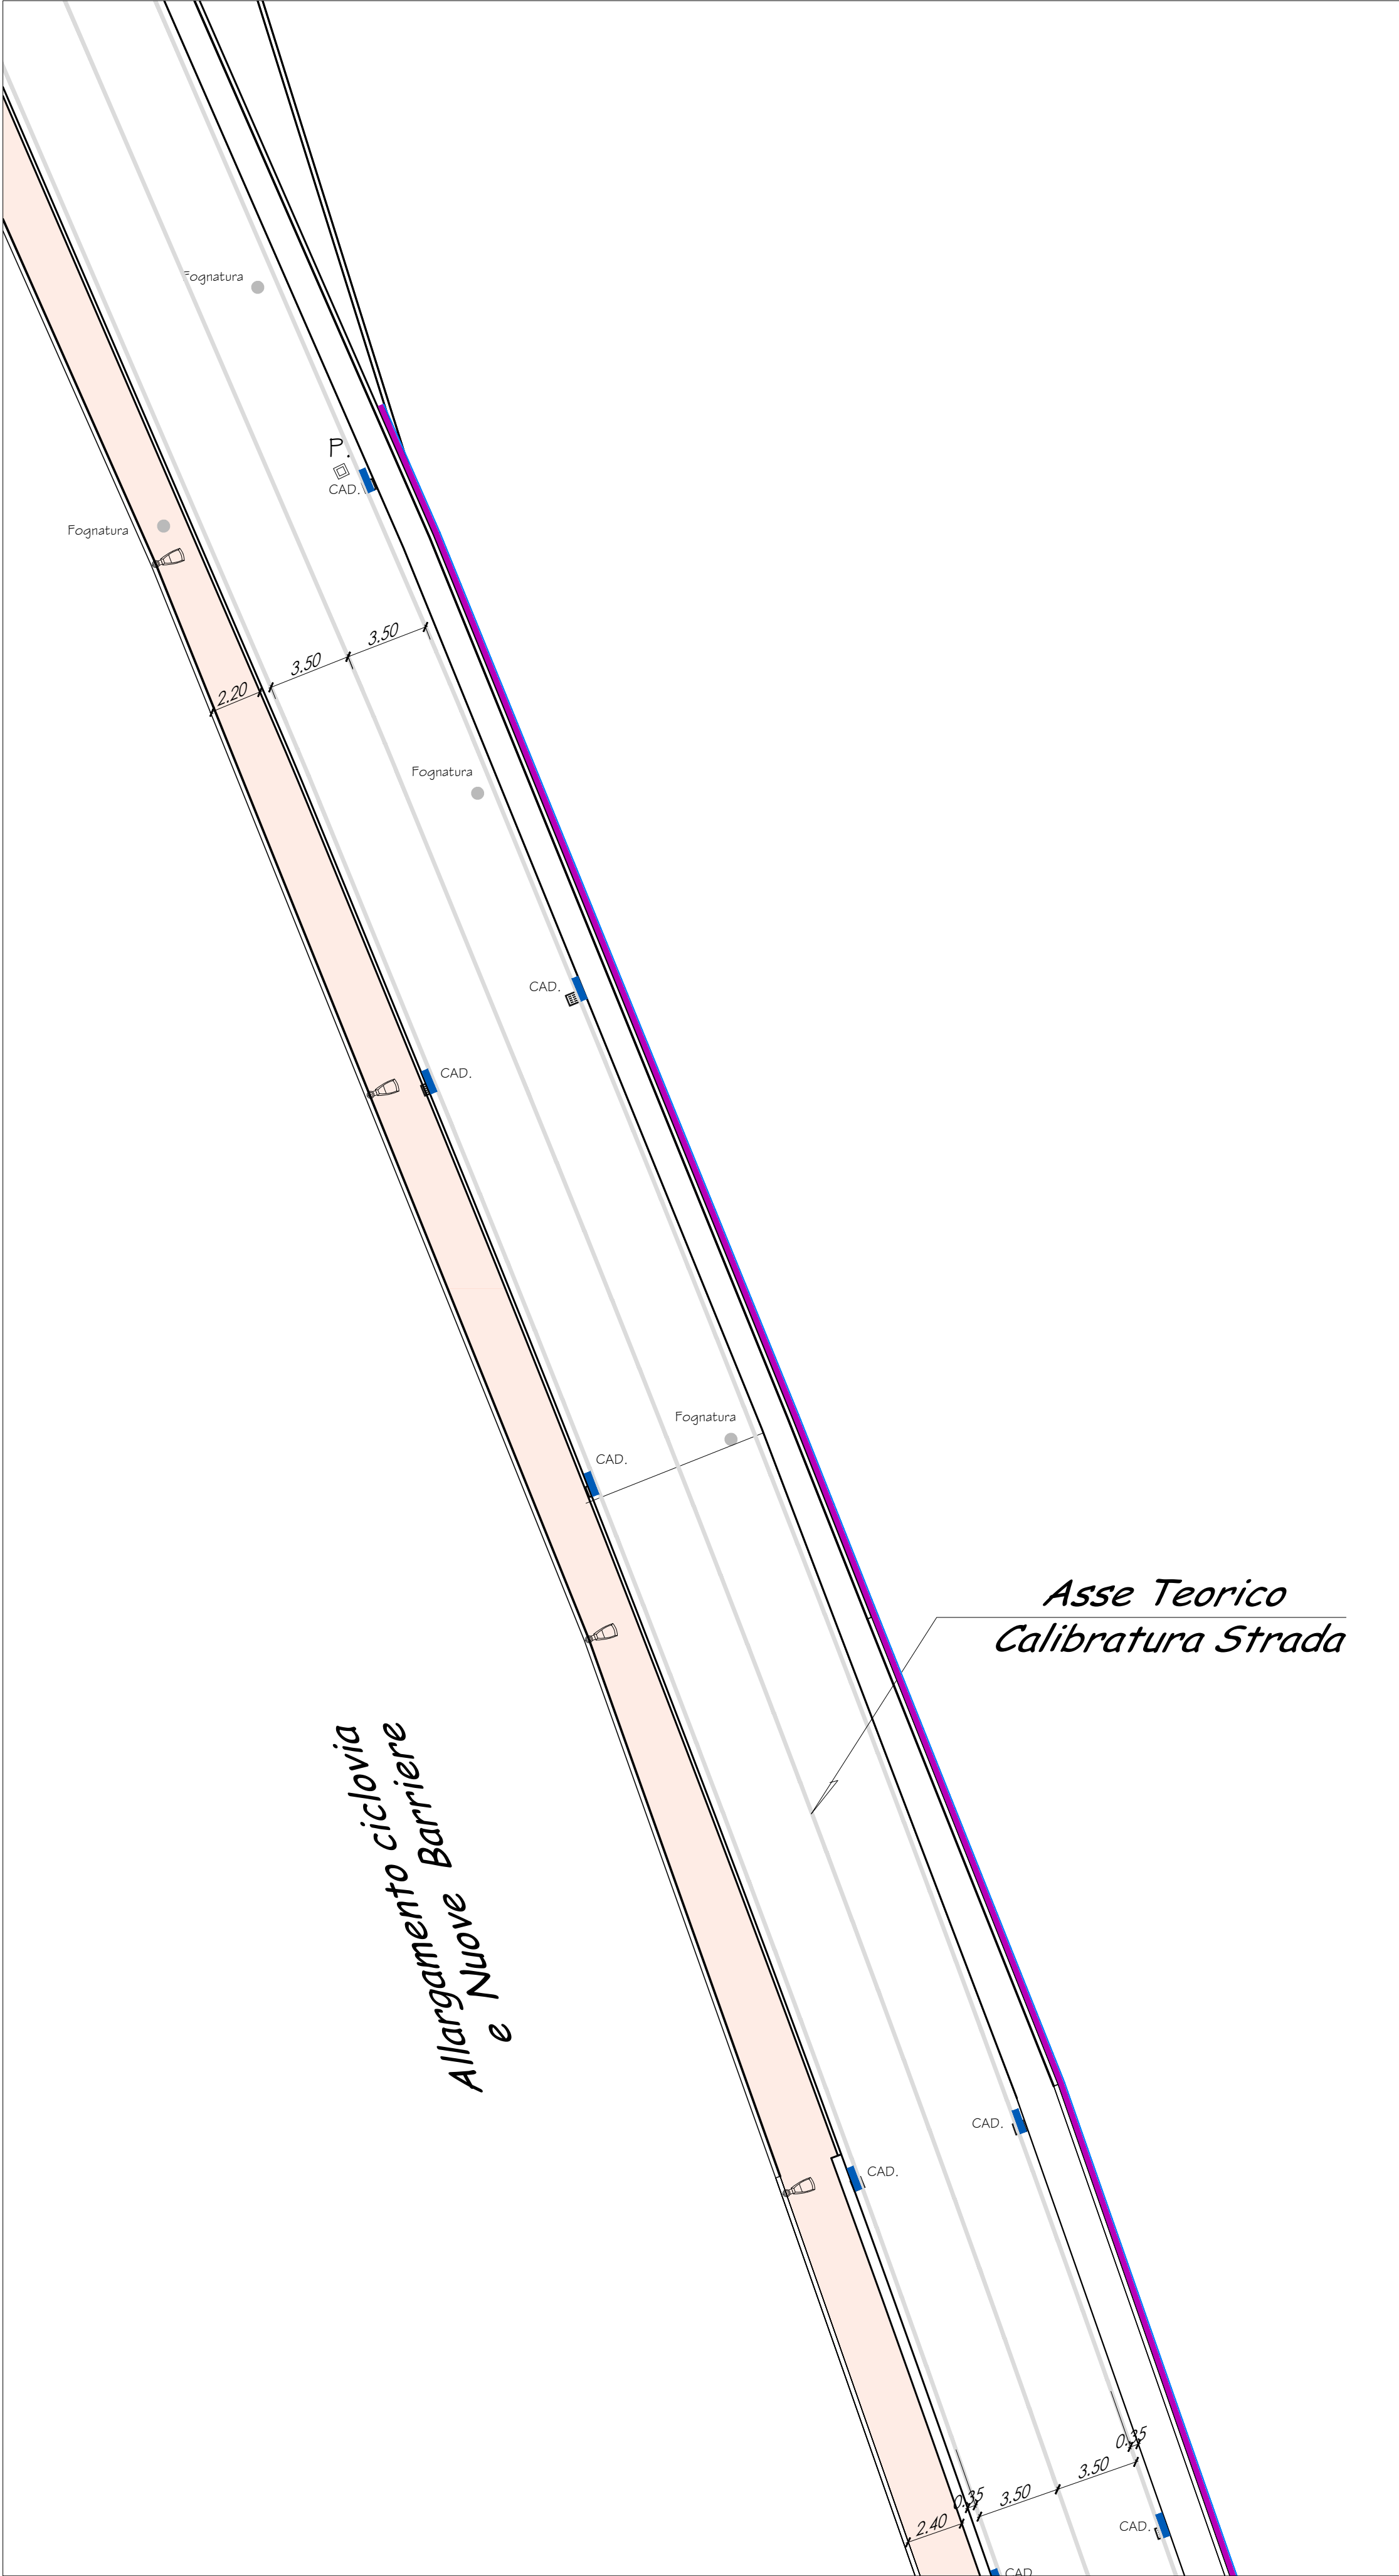 Fognatura
P.
CAD.
Fognatura
3.50
3.50
2.20
Fognatura
CAD.
CAD.
Fognatura
CAD.
Asse Teorico
Calibratura Strada
Allargamento ciclovia
e Nuove Barriere
CAD.
CAD.
0.35
3.50
3.50
0.35
2.40
CAD.
CAD